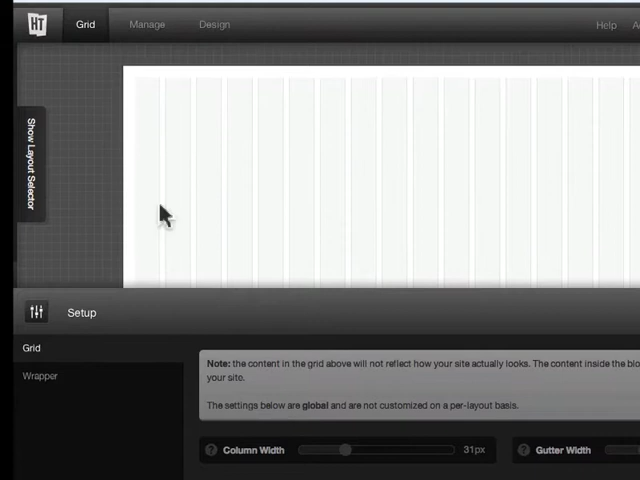 HT
Grid
Manage
Design
Help
Show Layout Selector
Setup
Grid
Wrapper
Note: the content in the grid above will not reflect how your site actually looks. The content inside the blo
your site.
The settings below are global and are not customized on a per-layout basis.
? Column Width
31px
? Gutter Width